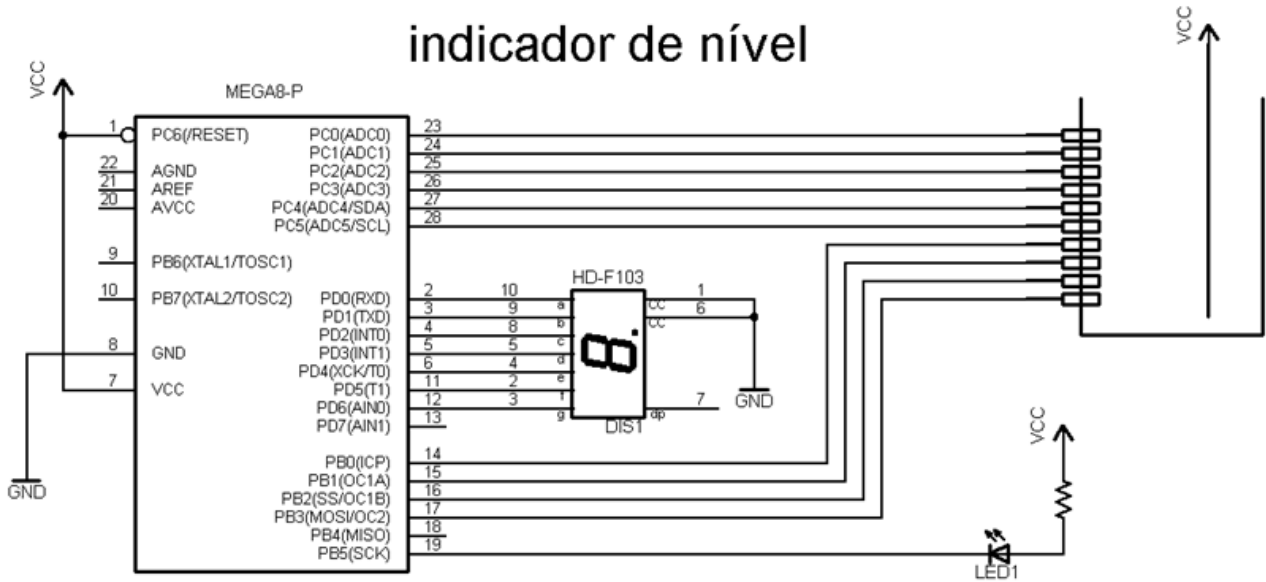 indicador de nível
VCC
VCC
MEGA8-P
1 PC6(/RESET)
22 AGND
21 AREF
20 AVCC
9 PB6(XTAL1/TOSC1)
10 PB7(XTAL2/TOSC2)
8 GND
7 VCC
GND
PC0(ADC0) 23
PC1(ADC1) 24
PC2(ADC2) 25
PC3(ADC3) 26
PC4(ADC4/SDA) 27
PC5(ADC5/SCL) 28
PD0(RXD) 2
PD1(TXD) 3
PD2(INT0) 4
PD3(INT1) 5
PD4(XCK/T0) 6
PD5(T1) 11
PD6(AIN0) 12
PD7(AIN1) 13
PB0(ICP) 14
PB1(OC1A) 15
PB2(SS/OC1B) 16
PB3(MOSI/OC2) 17
PB4(MISO) 18
PB5(SCK) 19
HD-F103
10 a
9 b
8 c
5 d
4 e
2 f
3 g
CC 1
CC 6
dp 7
DIS1
GND
VCC
LED1